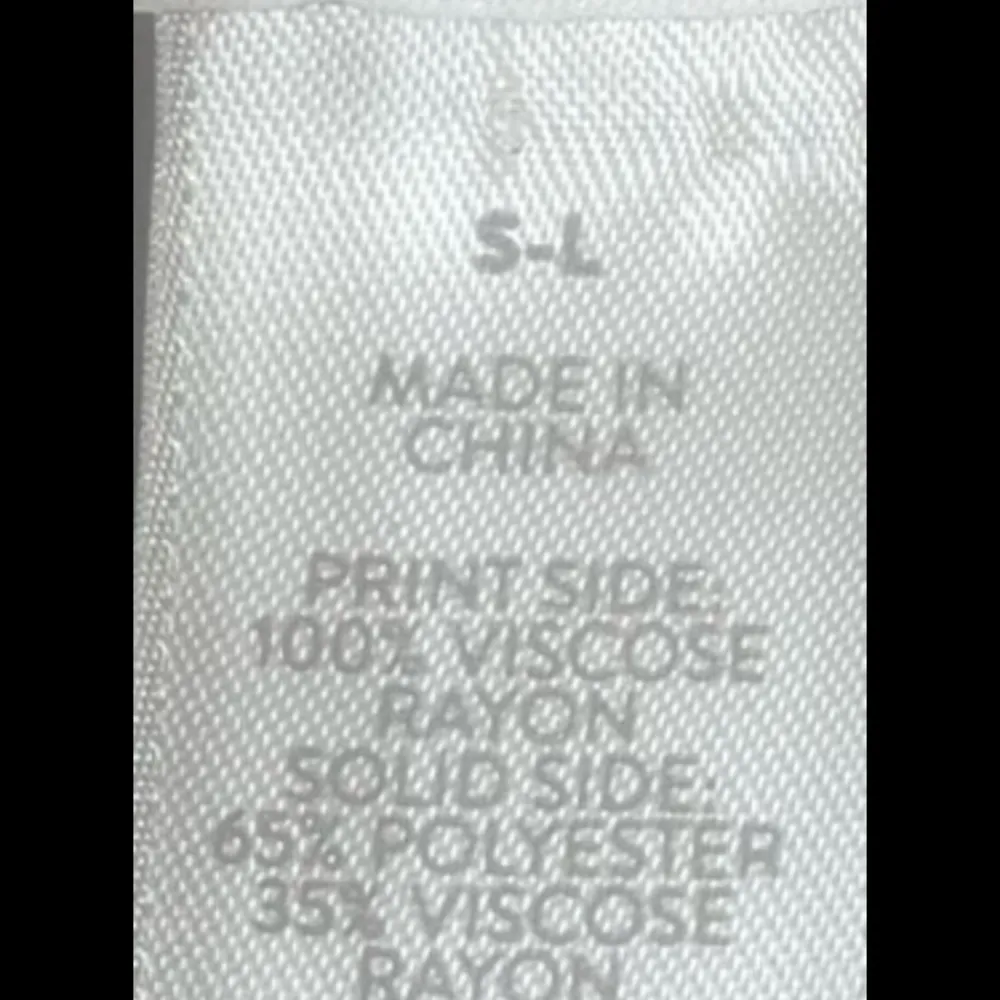 S-L
MADE IN
CHINA
PRINT SIDE:
100% VISCOSE
RAYON
SOLID SIDE:
65% POLYESTER
35% VISCOSE
RAYON